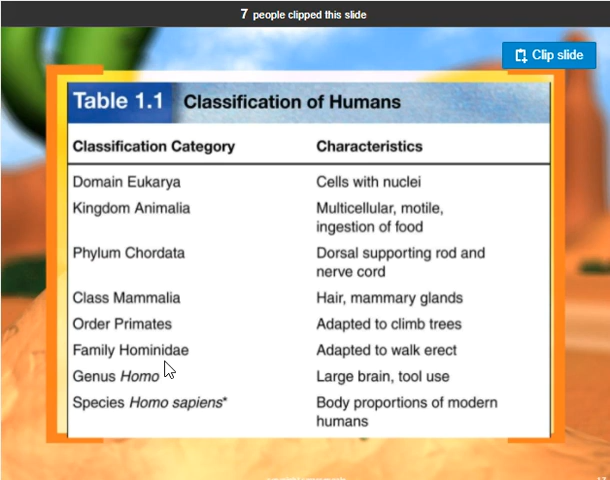 7 people clipped this slide
Clip slide
Table 1.1 Classification of Humans
Classification Category Characteristics
Domain Eukarya Cells with nuclei
Kingdom Animalia Multicellular, motile,
ingestion of food
Phylum Chordata Dorsal supporting rod and
nerve cord
Class Mammalia Hair, mammary glands
Order Primates Adapted to climb trees
Family Hominidae Adapted to walk erect
Genus Homo Large brain, tool use
Species Homo sapiens* Body proportions of modern
humans